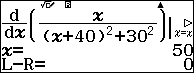 d/dx(x/((x+40)²+30²))|x=x
x= 50
L-R= 0